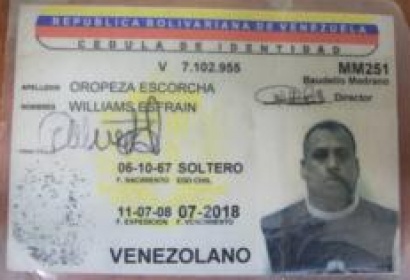 REPUBLICA BOLIVARIANA DE VENEZUELA
CEDULA DE IDENTIDAD
V 7.102.955 MM251
Baudelio Medrano
APELLIDOS OROPEZA ESCORCHA Director
NOMBRES WILLIAMS EFRAIN
06-10-67 SOLTERO
F. NACIMIENTO EDO CIVIL
11-07-08 07-2018
F. EXPEDICION F. VENCIMIENTO
VENEZOLANO